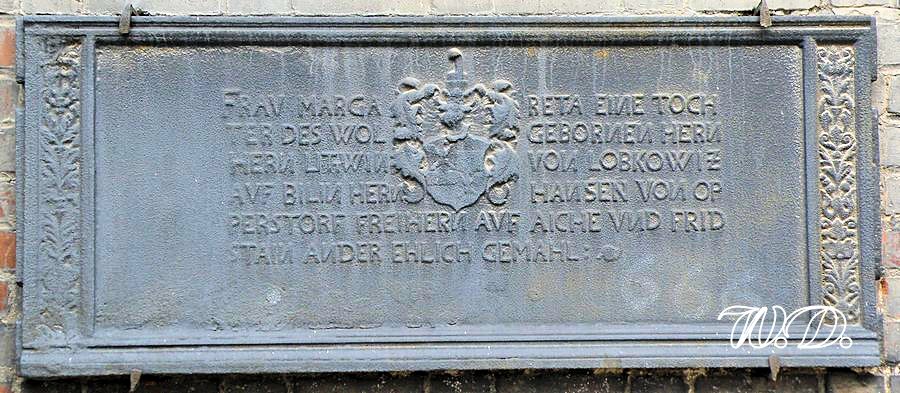 FRAV MARGA RETA EINE TOCH
TER DES WOL GEBORNEN HERN
HERN LITWINN VON LOBKOWITZ
AVF BILIN HERN HANSEN VON OP
PERSTORF FREIHERN AVF AICHE VND FRID
STAIN ANDER EHLICH GEMAHL:
W.D.